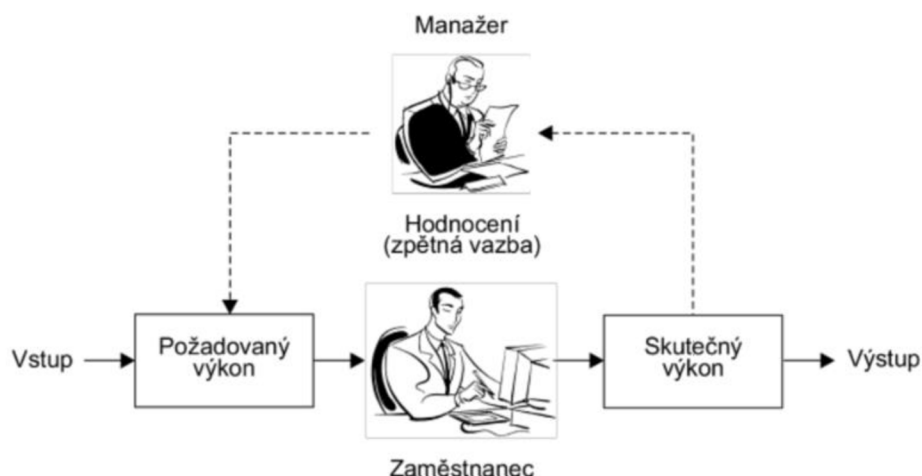 Manažer
Hodnocení
(zpětná vazba)
Vstup
Požadovaný
výkon
Skutečný
výkon
Výstup
Zaměstnanec